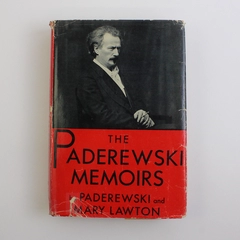 THE
PADEREWSKI
MEMOIRS
PADEREWSKI and
MARY LAWTON